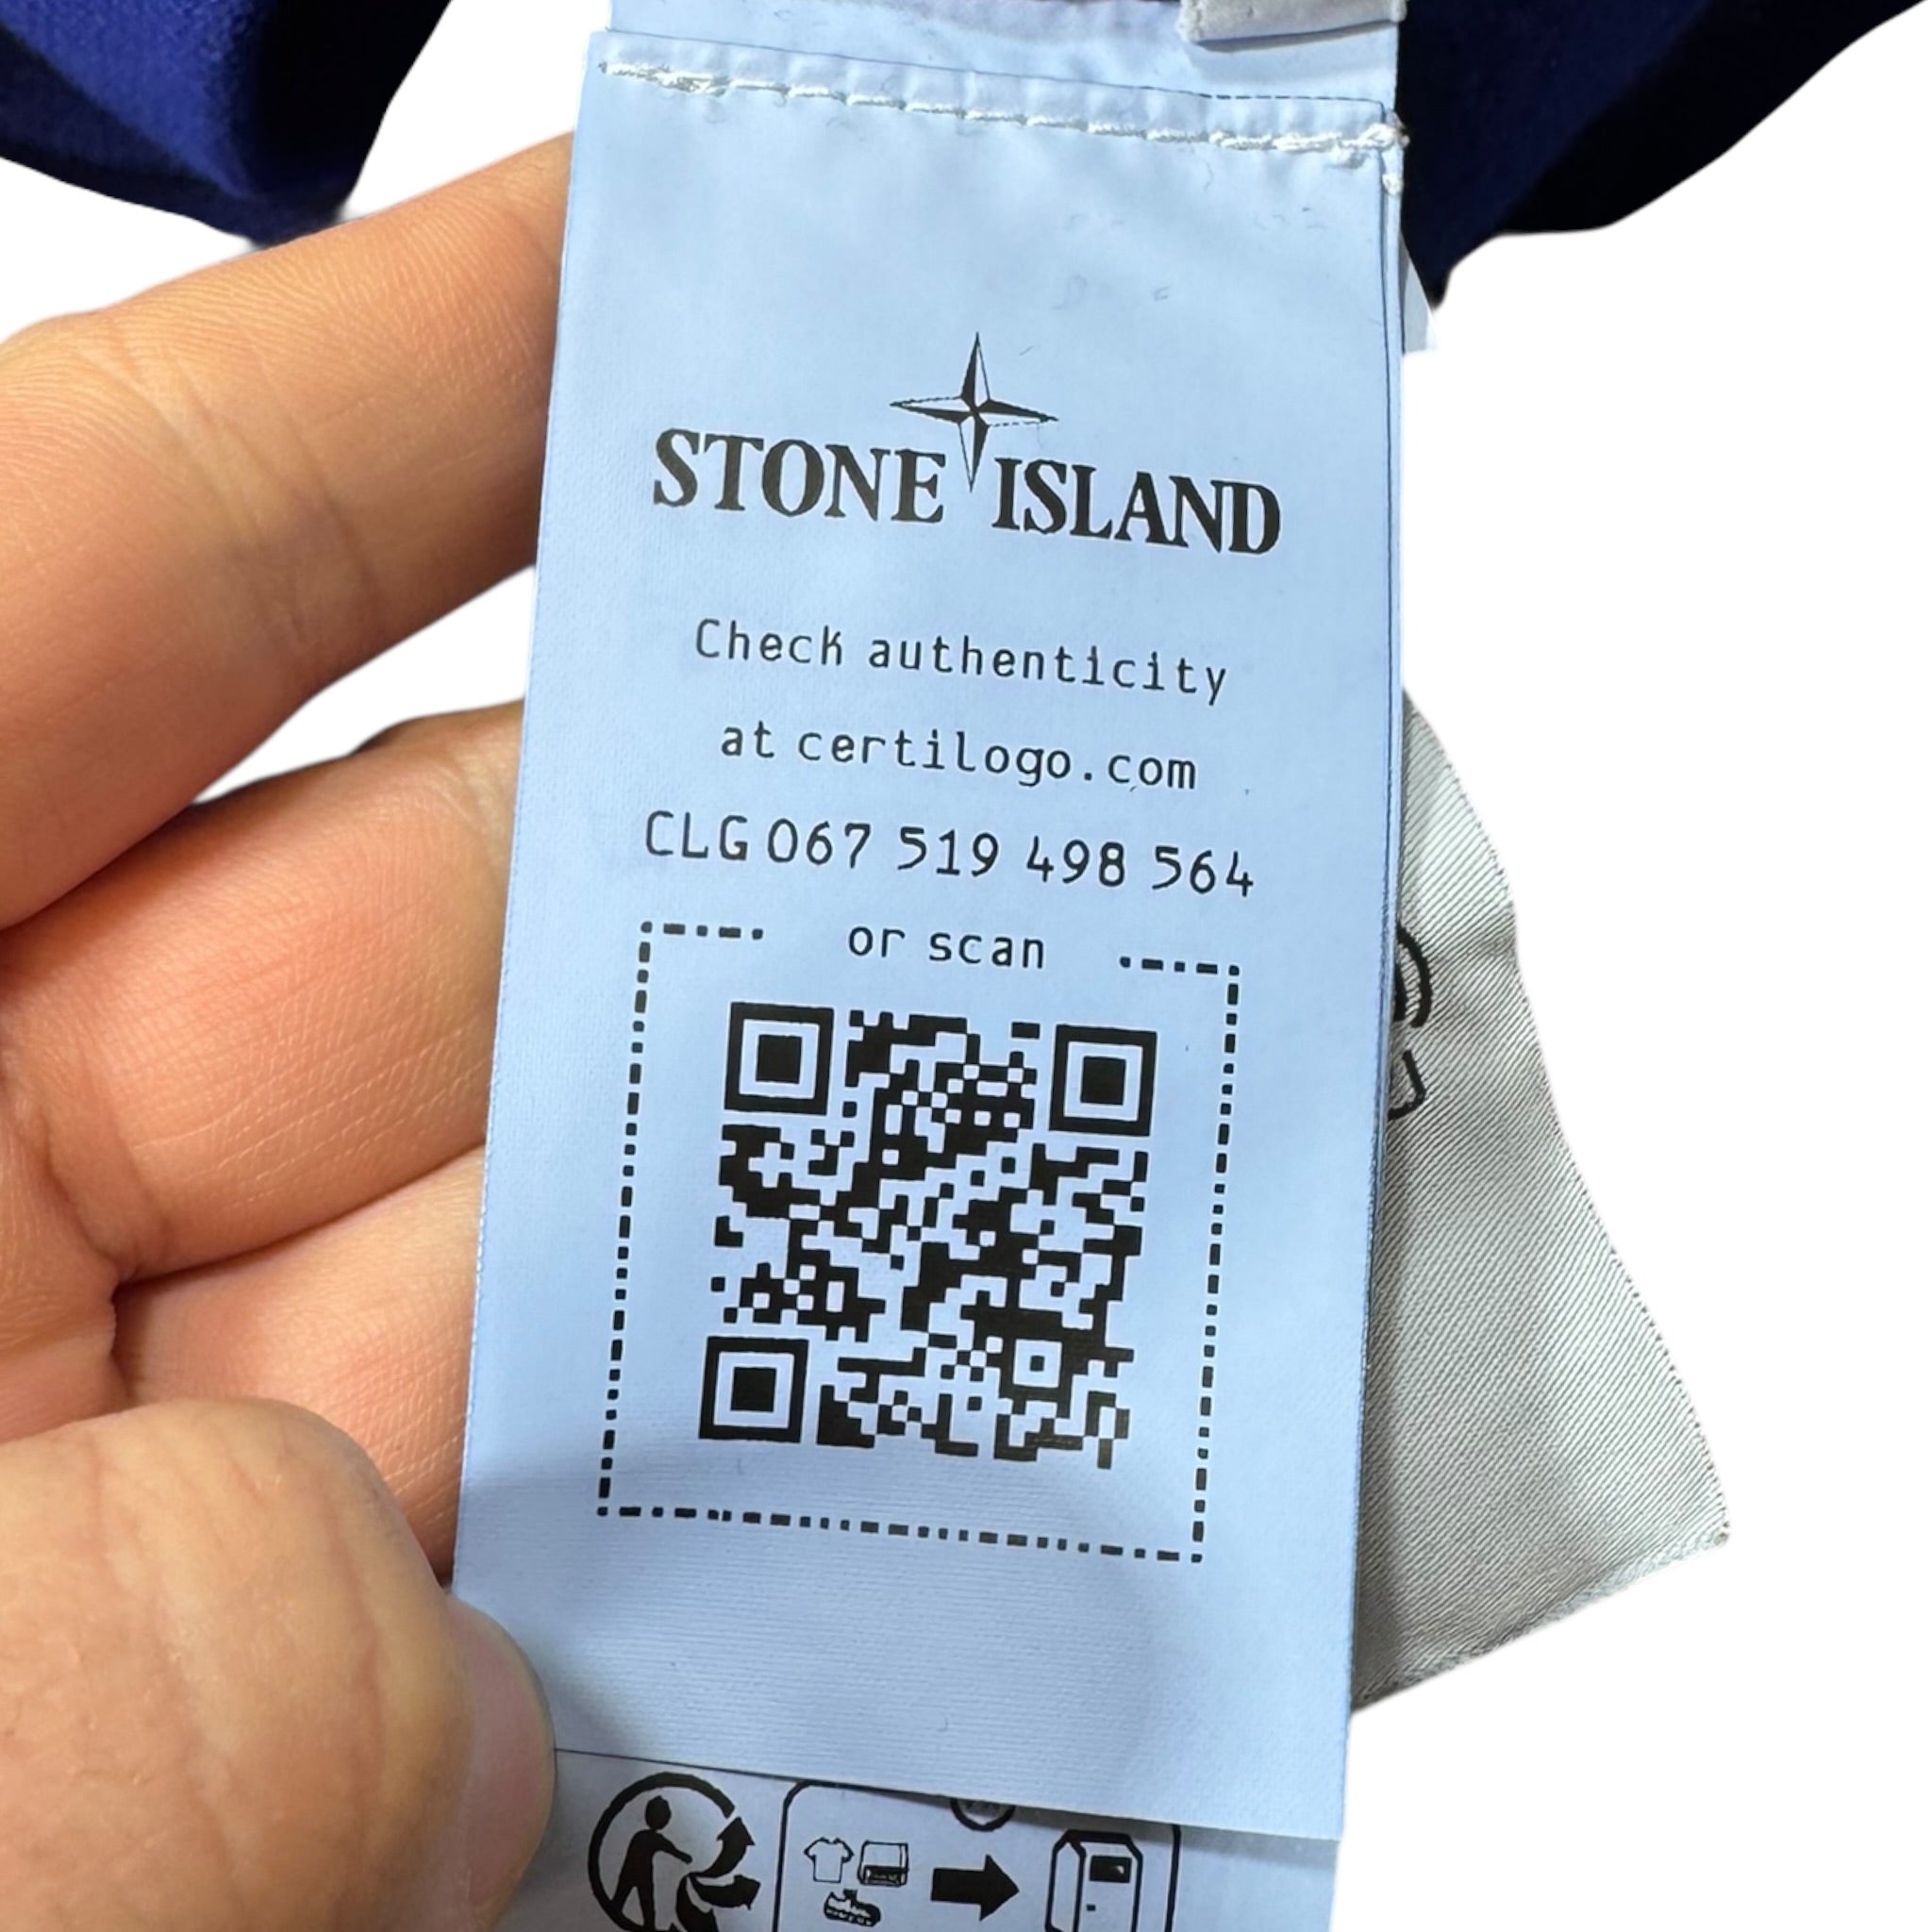 STONE ISLAND
Check authenticity
at certilogo.com
CLG 067 519 498 564
or scan